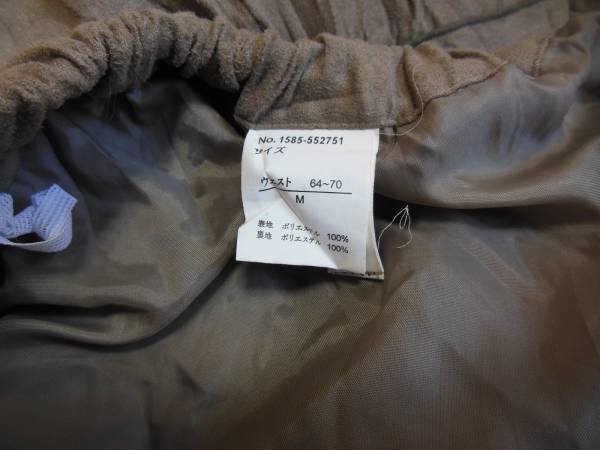 No. 1585-552751
サイズ
ウェスト 64~70
M
表地 ポリエステル 100%
裏地 ポリエステル 100%